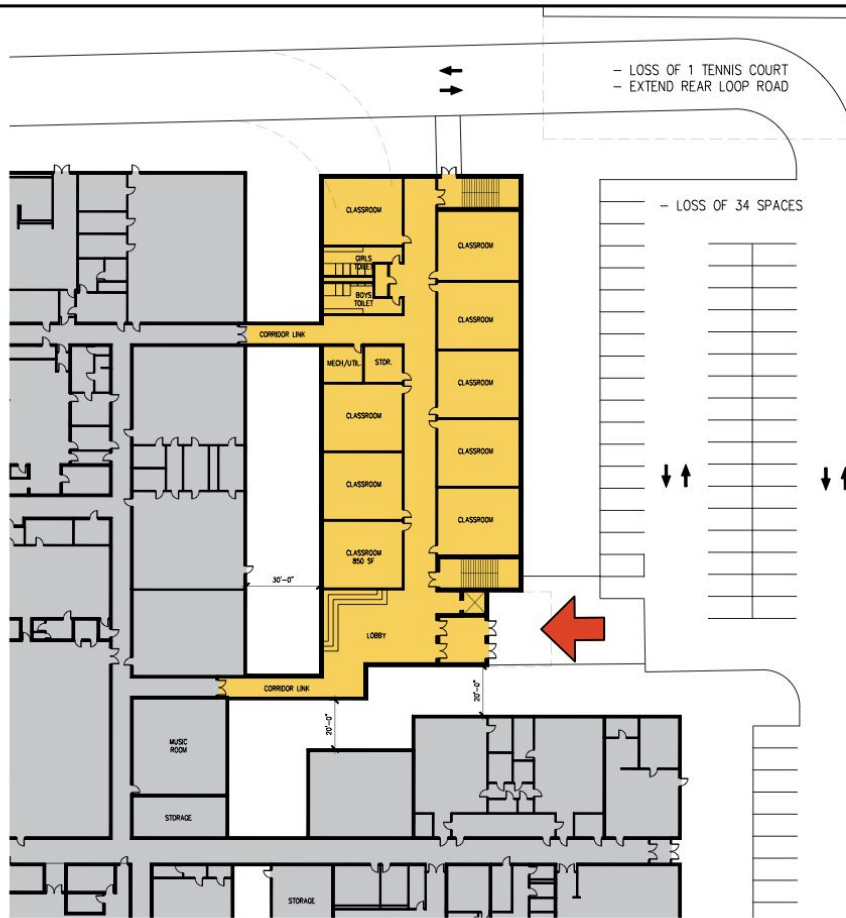 - LOSS OF 1 TENNIS COURT
- EXTEND REAR LOOP ROAD
- LOSS OF 34 SPACES
CLASSROOM
CLASSROOM
GIRLS
TOILET
BOYS
TOILET
CLASSROOM
CORRIDOR LINK
MECH/UTIL.
STOR.
CLASSROOM
CLASSROOM
CLASSROOM
CLASSROOM
CLASSROOM
CLASSROOM
850 SF
30'-0"
LOBBY
CORRIDOR LINK
20'-0"
20'-0"
MUSIC
ROOM
STORAGE
STORAGE